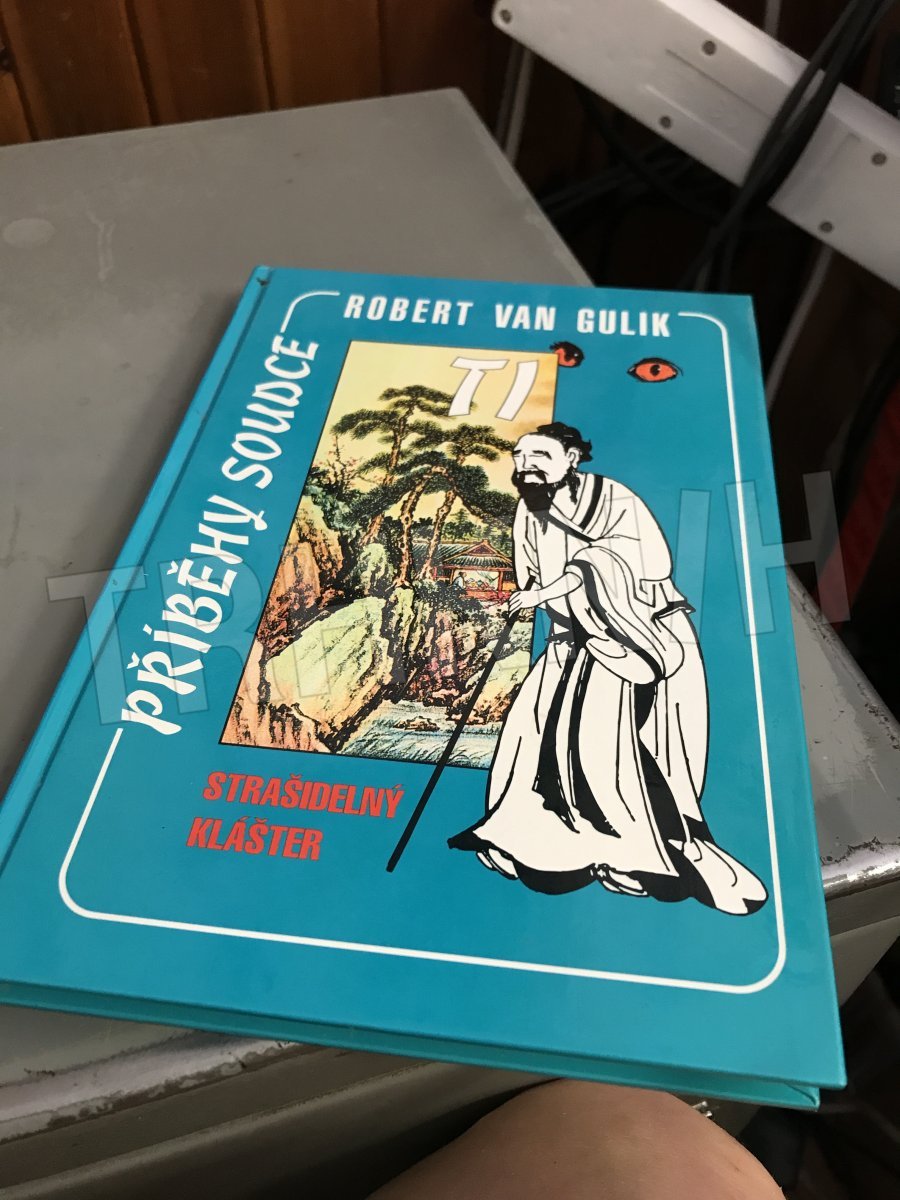 ROBERT VAN GULIK
PŘÍBĚHY SOUDCE
TI
STRAŠIDELNÝ
KLÁŠTER